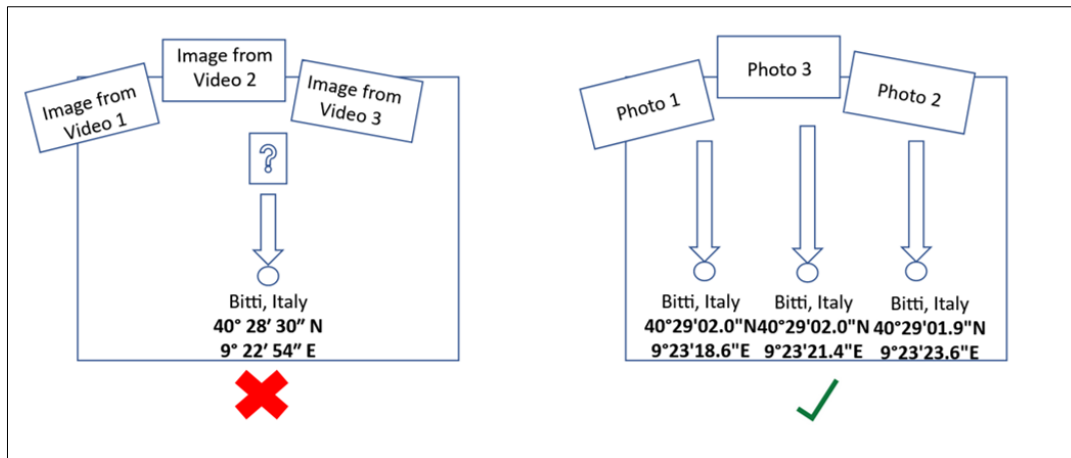 Image from
Video 1
Image from
Video 2
Image from
Video 3
?
Bitti, Italy
40° 28’ 30” N
9° 22’ 54” E
Photo 1
Photo 3
Photo 2
Bitti, Italy
40°29'02.0"N
9°23'18.6"E
Bitti, Italy
40°29'02.0"N
9°23'21.4"E
Bitti, Italy
40°29'01.9"N
9°23'23.6"E